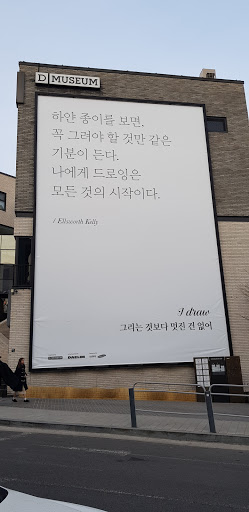 D MUSEUM
하얀 종이를 보면,
꼭 그려야 할 것만 같은
기분이 든다.
나에게 드로잉은
모든 것의 시작이다.
/ Ellsworth Kelly
I draw
그리는 것보다 멋진 건 없어
DAELIM